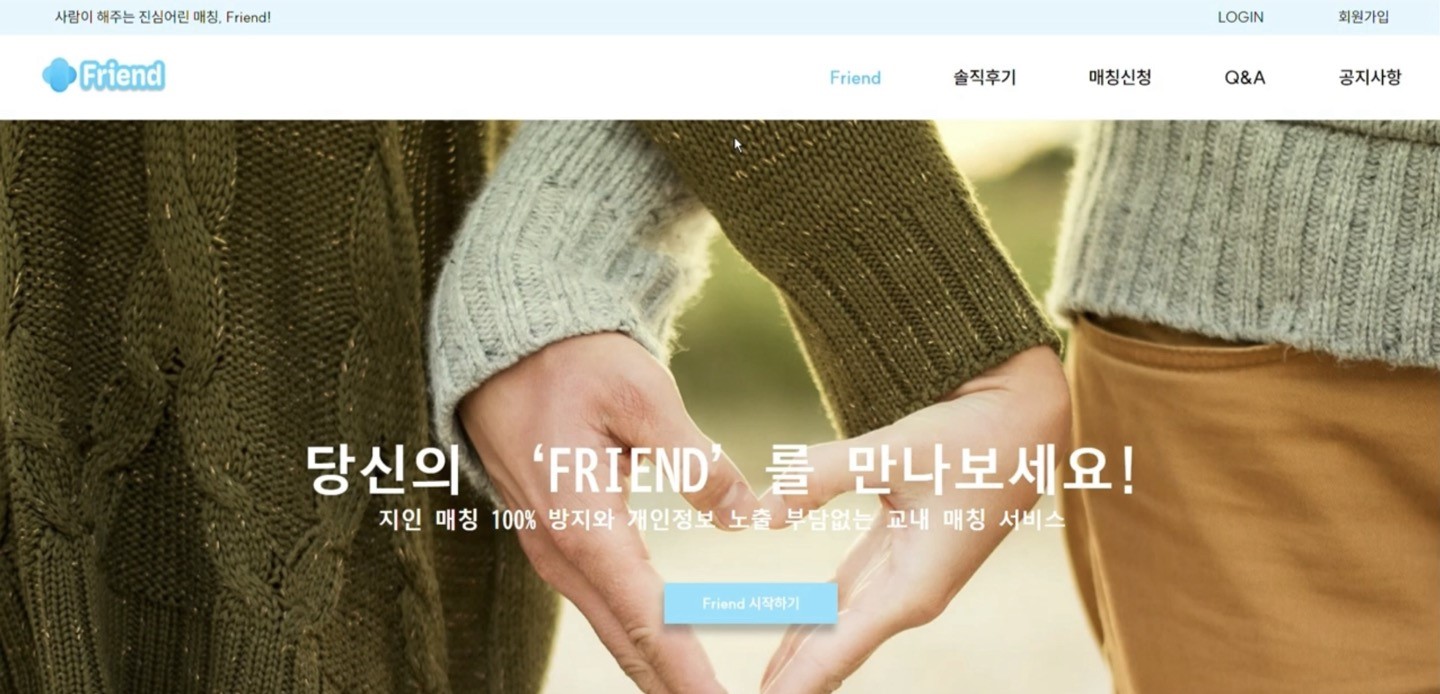 사람이 해주는 진심어린 매칭, Friend!
LOGIN 회원가입
Friend
Friend 솔직후기 매칭신청 Q&A 공지사항
당신의 ‘FRIEND’ 를 만나보세요!
지인 매칭 100% 방지와 개인정보 노출 부담없는 교내 매칭 서비스
Friend 시작하기